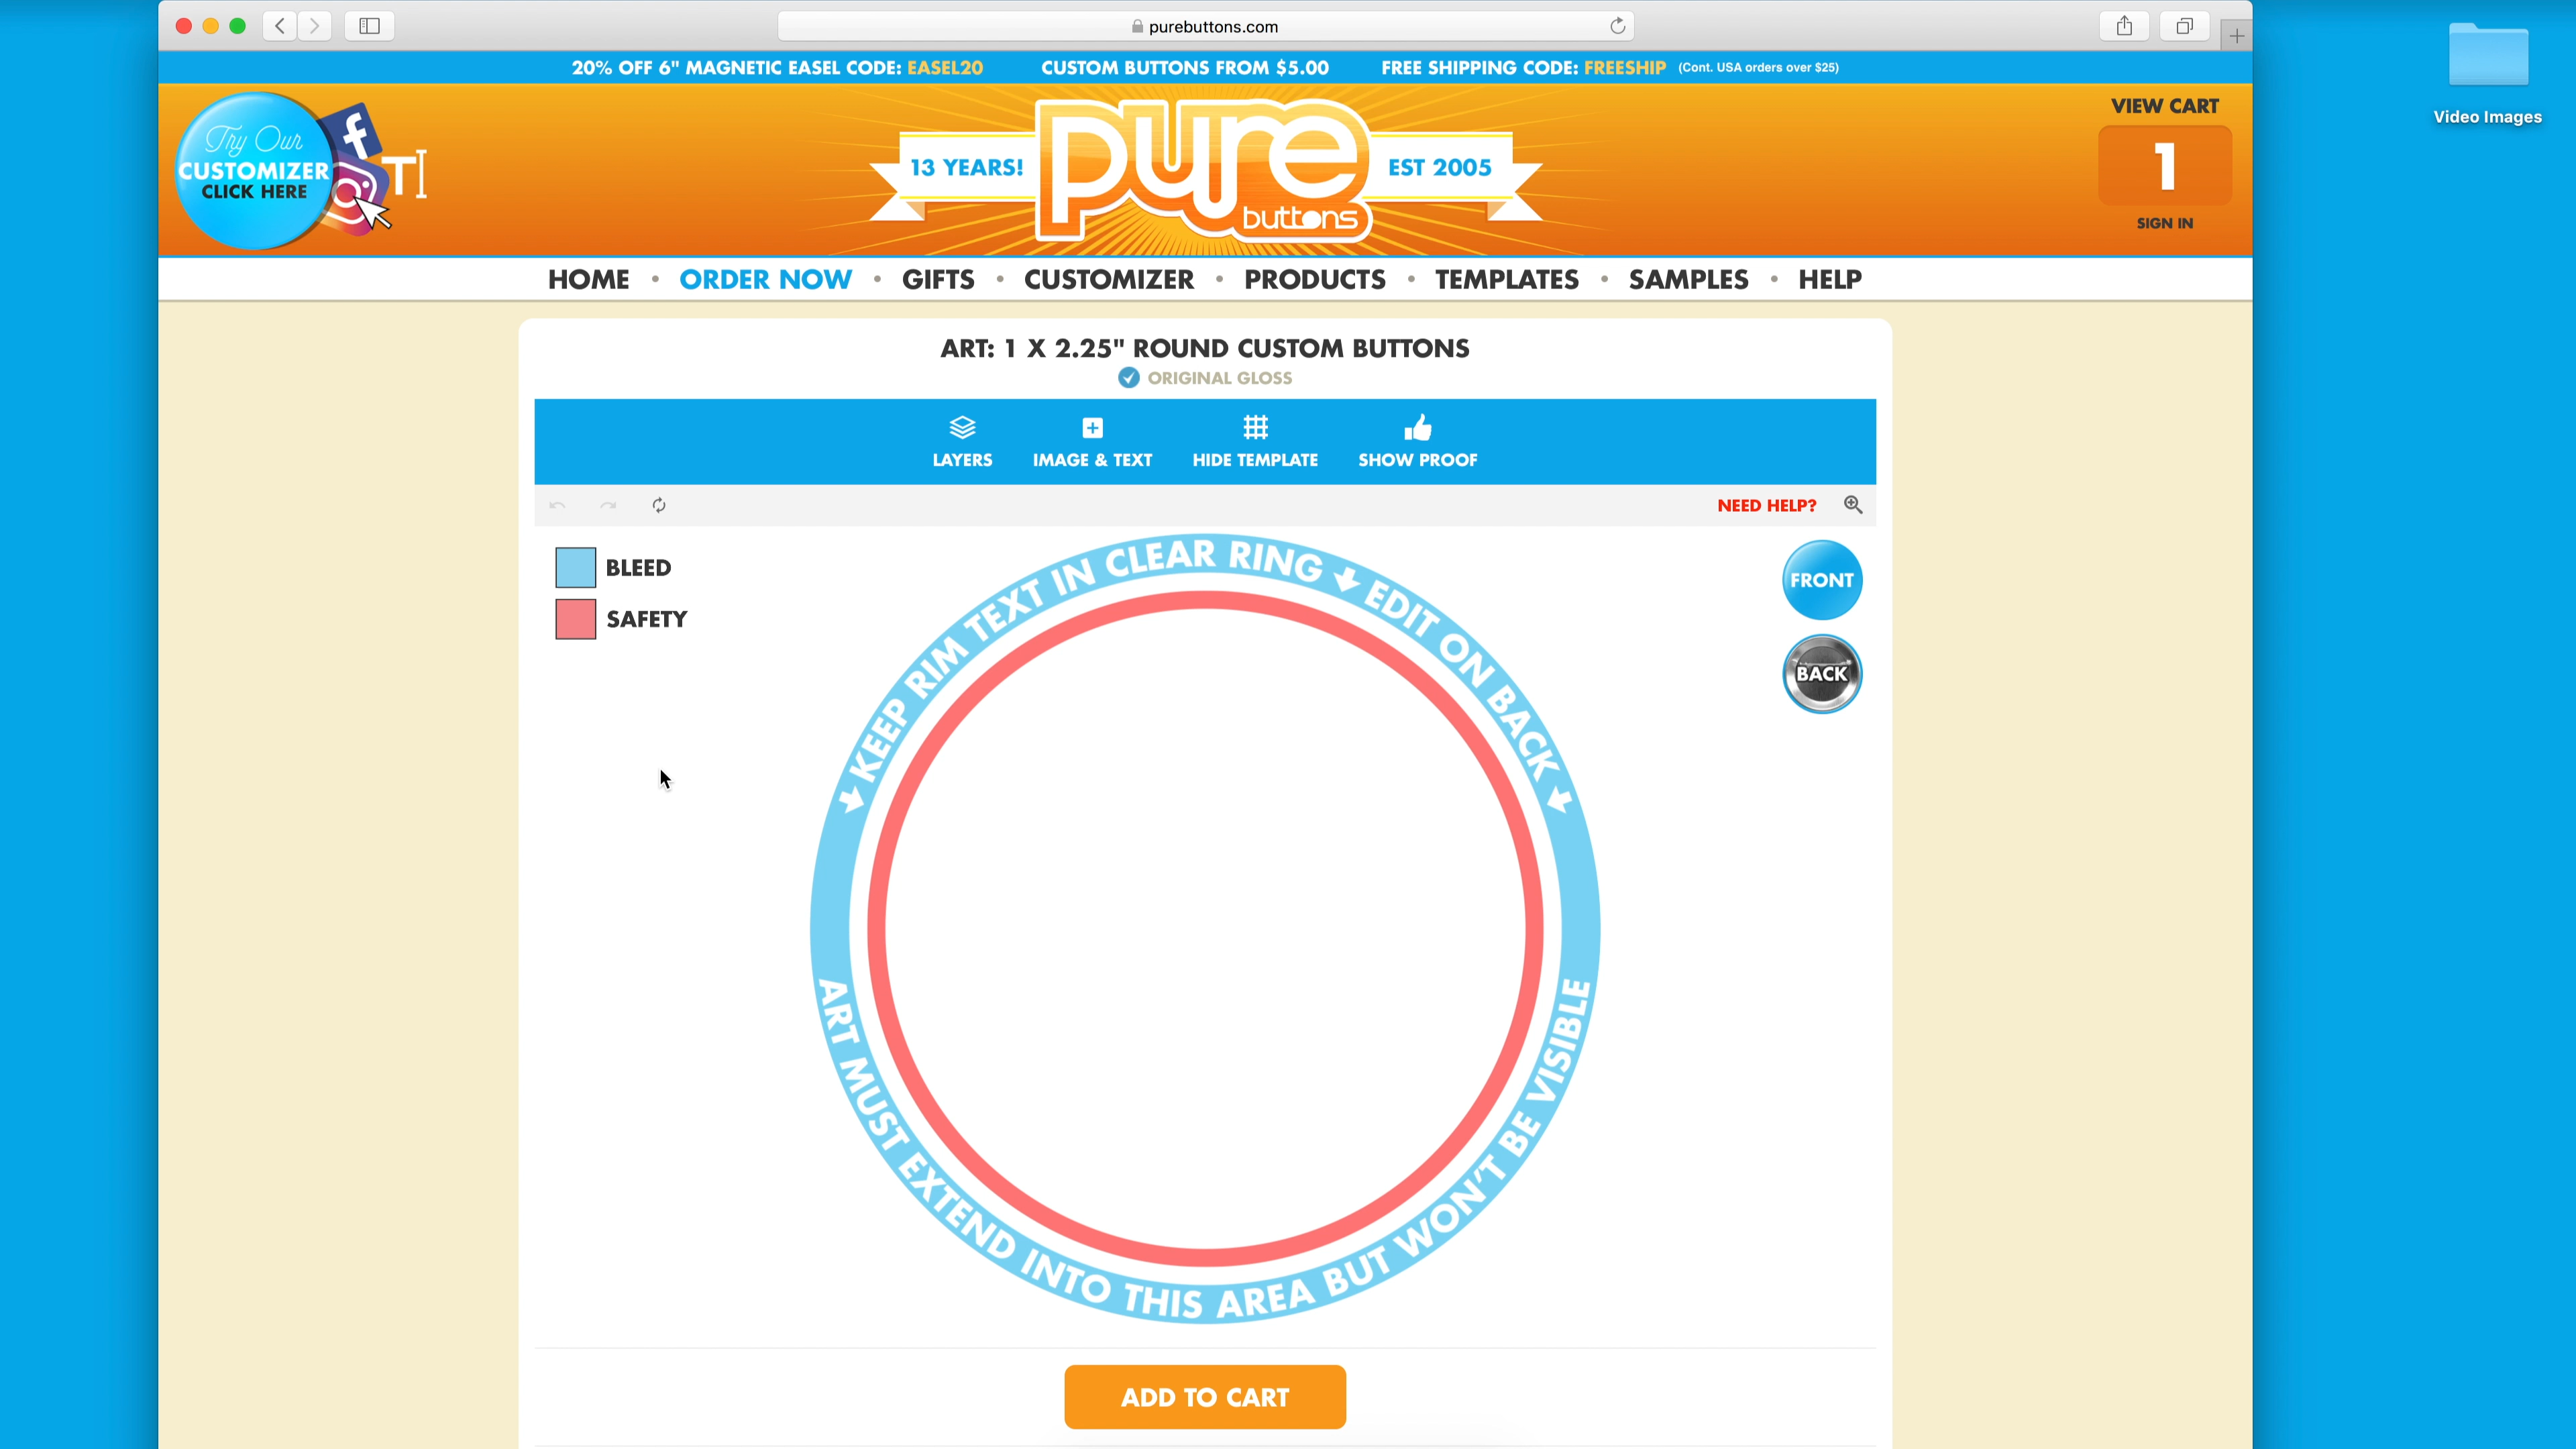 purebuttons.com
20% OFF 6" MAGNETIC EASEL CODE: EASEL20 CUSTOM BUTTONS FROM $5.00 FREE SHIPPING CODE: FREESHIP (Cont. USA orders over $25)
Try Our
CUSTOMIZER
CLICK HERE
f
T
13 YEARS!
pure
buttons
EST 2005
VIEW CART
1
SIGN IN
Video Images
HOME • ORDER NOW • GIFTS • CUSTOMIZER • PRODUCTS • TEMPLATES • SAMPLES • HELP
ART: 1 X 2.25" ROUND CUSTOM BUTTONS
ORIGINAL GLOSS
LAYERS IMAGE & TEXT HIDE TEMPLATE SHOW PROOF
NEED HELP?
BLEED
SAFETY
KEEP RIM TEXT IN CLEAR RING EDIT ON BACK
ART MUST EXTEND INTO THIS AREA BUT WON'T BE VISIBLE
FRONT
BACK
ADD TO CART